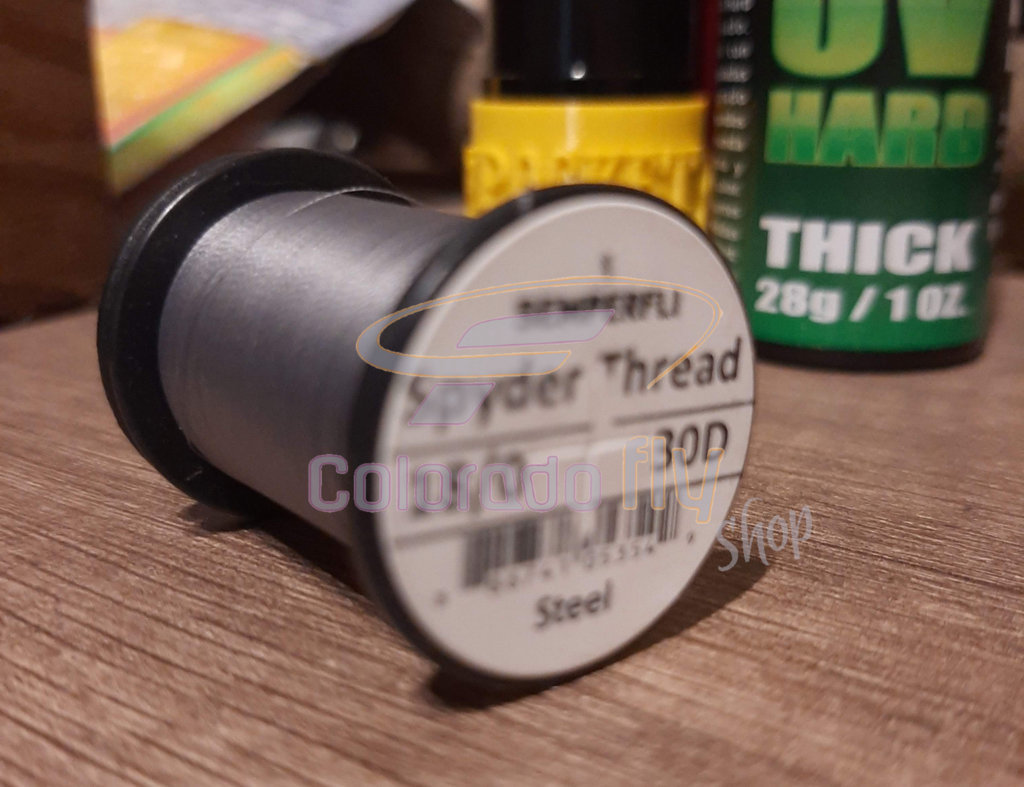 UV
HARD
THICK
28g / 1 OZ.
SEMPERFLI
Spyder Thread
30D
Steel
Colorado fly
shop